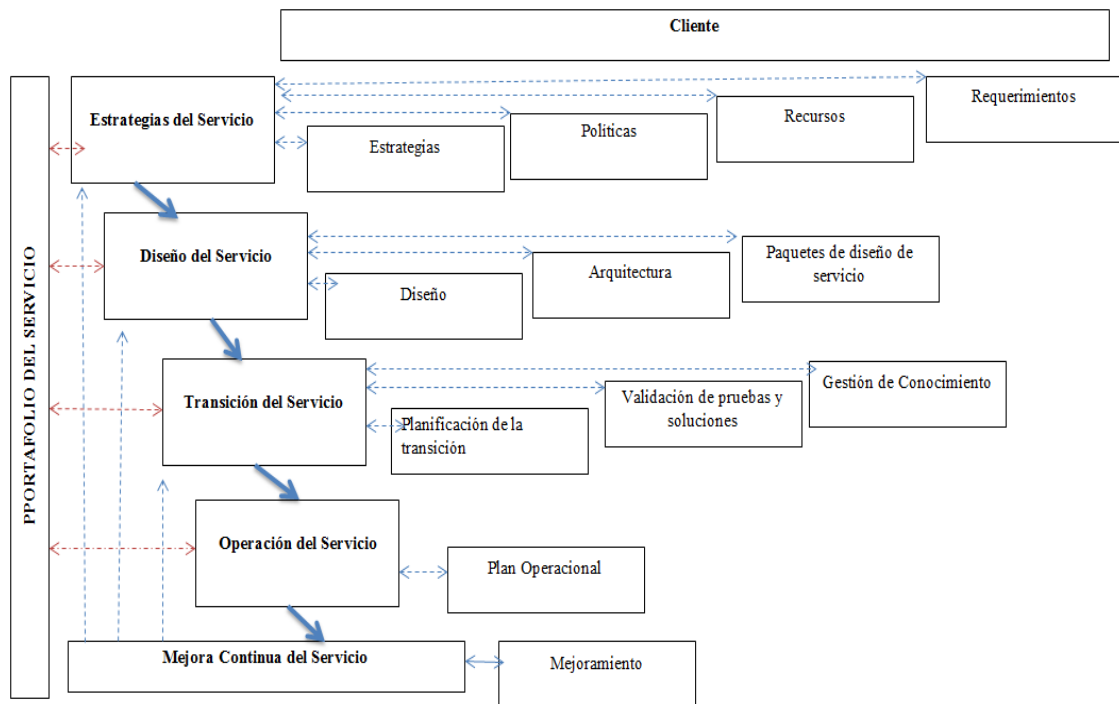 Cliente
PPORTAFOLIO DEL SERVICIO
Estrategias del Servicio
Estrategias
Politicas
Recursos
Requerimientos
Diseño del Servicio
Diseño
Arquitectura
Paquetes de diseño de
servicio
Transición del Servicio
Planificación de la
transición
Validación de pruebas y
soluciones
Gestión de Conocimiento
Operación del Servicio
Plan Operacional
Mejora Continua del Servicio
Mejoramiento